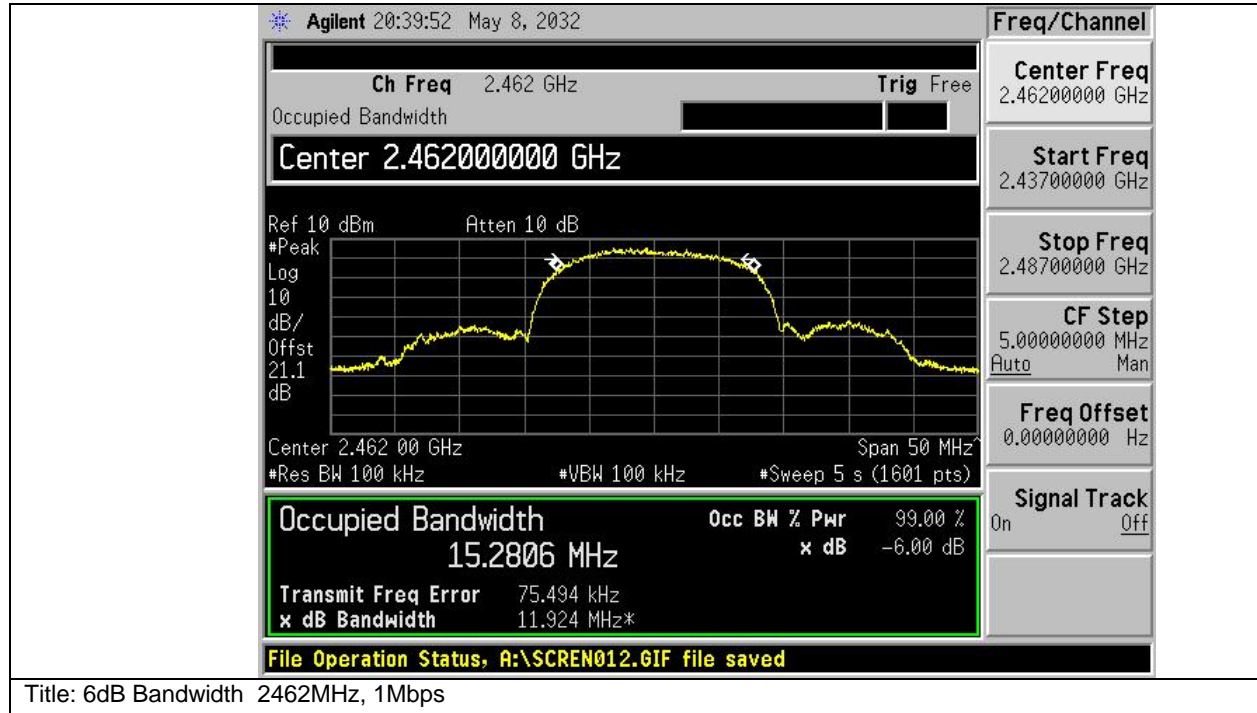 Agilent 20:39:52 May 8, 2032
Freq/Channel
Ch Freq 2.462 GHz Trig Free
Occupied Bandwidth
Center 2.462000000 GHz
Ref 10 dBm Atten 10 dB
#Peak
Log
10
dB/
Offst
21.1
dB
Center 2.462 00 GHz Span 50 MHz^
#Res BW 100 kHz #VBW 100 kHz #Sweep 5 s (1601 pts)
Occupied Bandwidth
15.2806 MHz
Occ BW % Pwr 99.00 %
x dB -6.00 dB
Transmit Freq Error 75.494 kHz
x dB Bandwidth 11.924 MHz*
File Operation Status, A:\SCREN012.GIF file saved
Center Freq
2.46200000 GHz
Start Freq
2.43700000 GHz
Stop Freq
2.48700000 GHz
CF Step
5.00000000 MHz
Auto Man
Freq Offset
0.00000000 Hz
Signal Track
On Off
Title: 6dB Bandwidth 2462MHz, 1Mbps